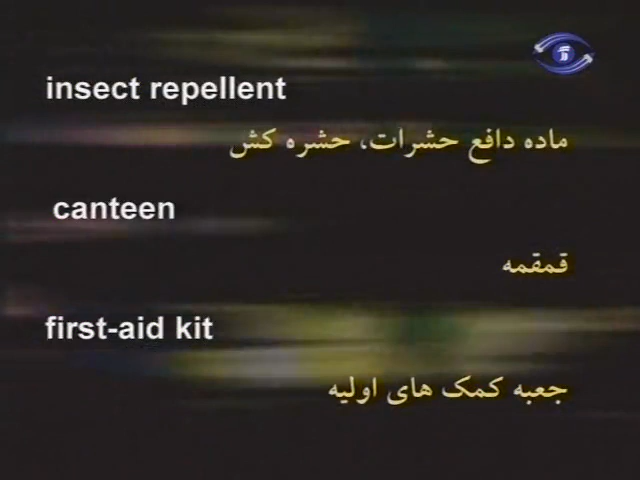 insect repellent
ماده دافع حشرات، حشره کش
canteen
قمقمه
first-aid kit
جعبه کمک های اولیه